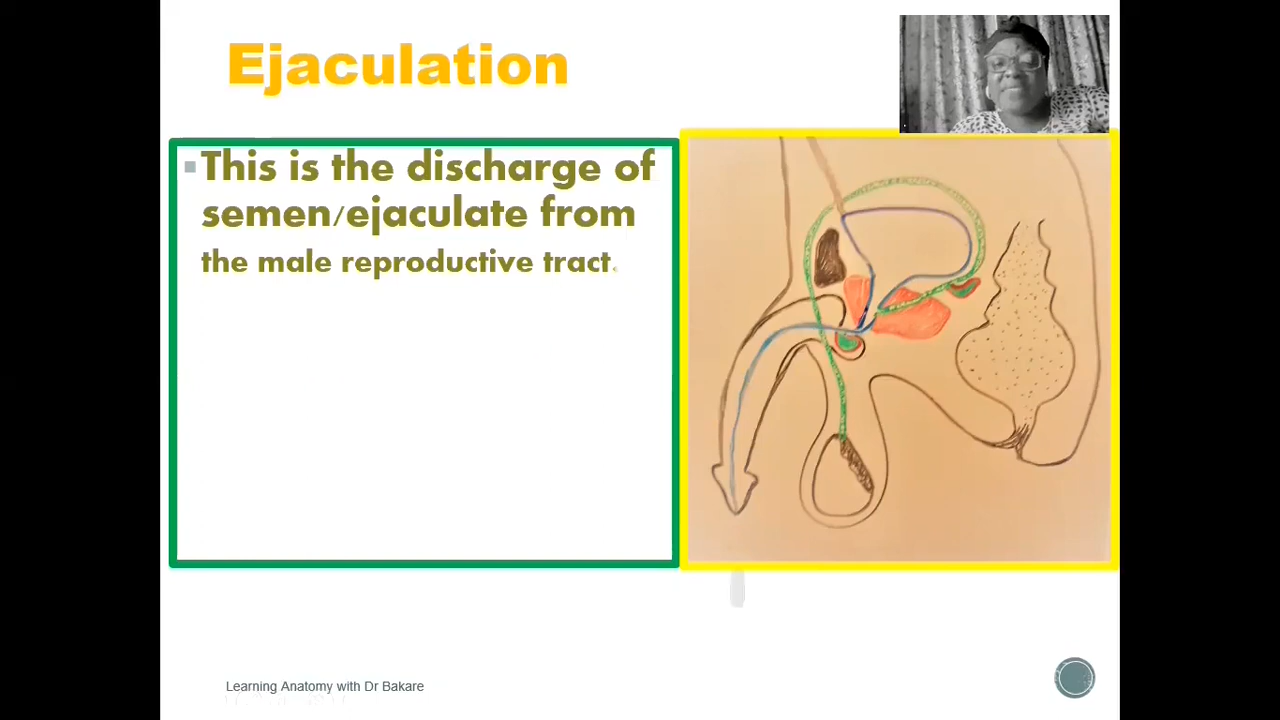 Ejaculation
This is the discharge of
semen/ejaculate from
the male reproductive tract.
Learning Anatomy with Dr Bakare